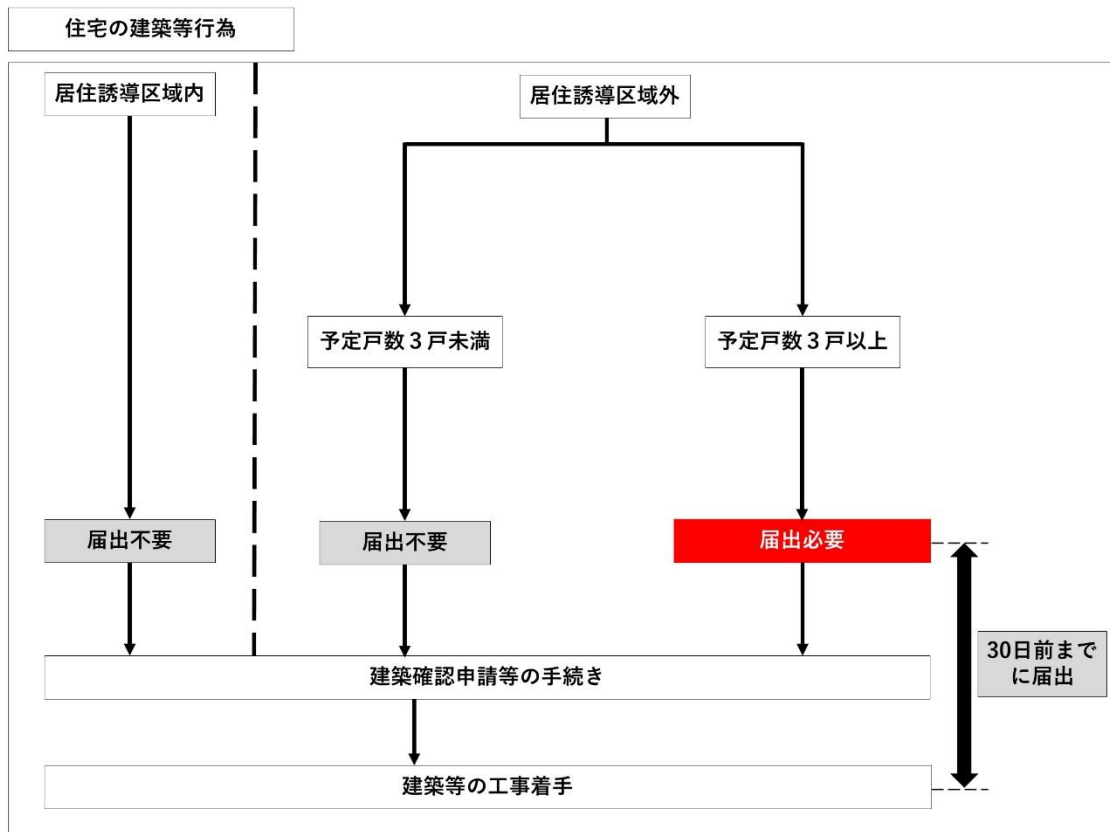 住宅の建築等行為
居住誘導区域内
居住誘導区域外
予定戸数３戸未満
予定戸数３戸以上
届出不要
届出不要
届出必要
30日前まで
に届出
建築確認申請等の手続き
建築等の工事着手